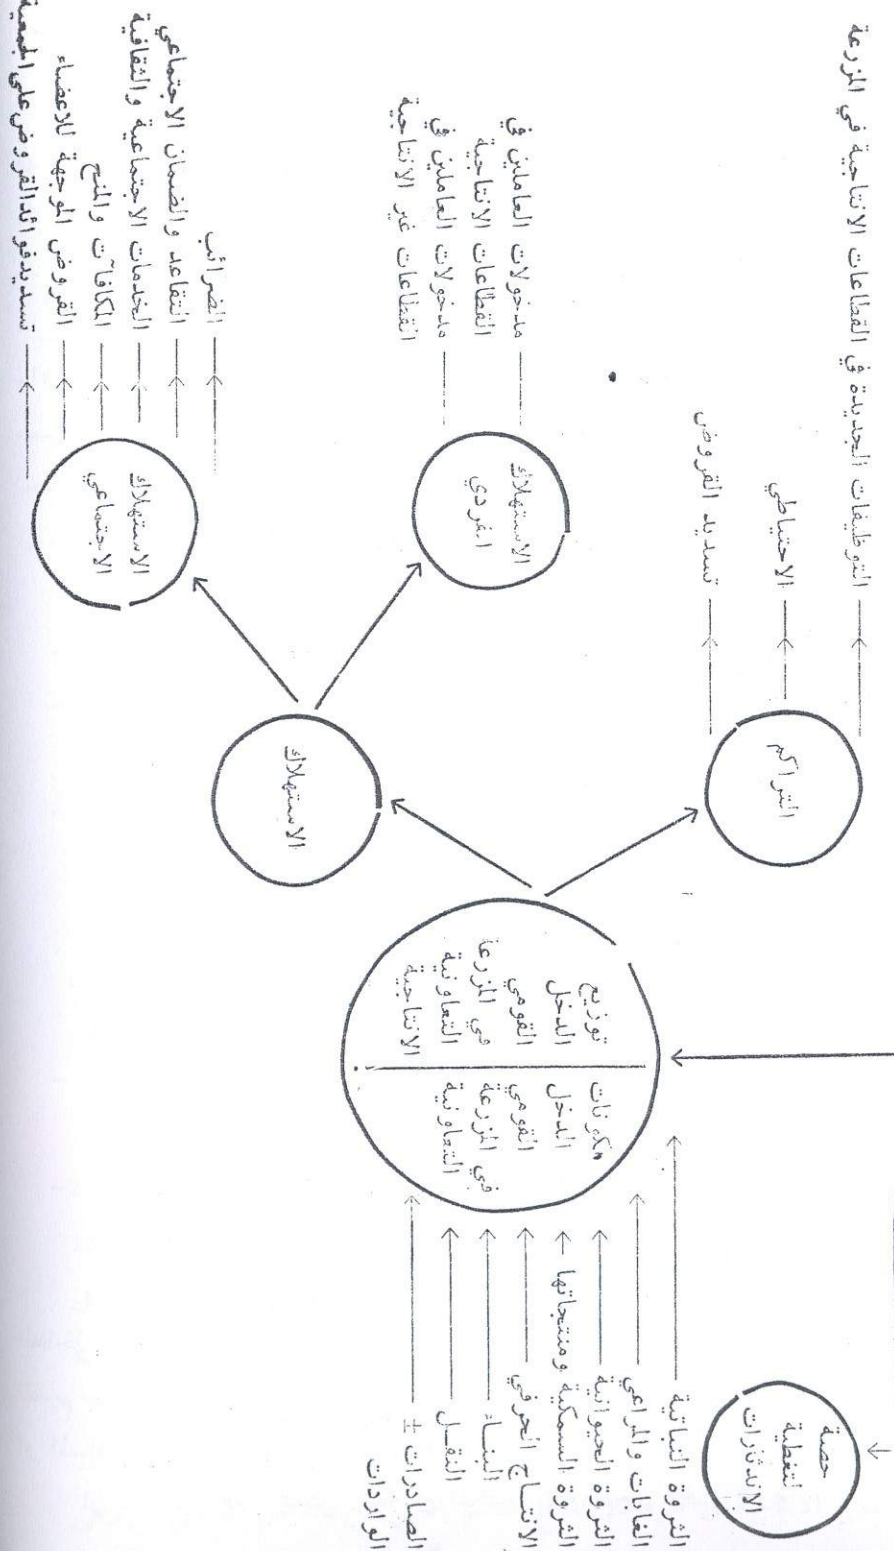 حصة
لتغطية
الاندثارات
الثروة النباتية
الغابات والمراعي
الثروة الحيوانية
الثروة السمكية ومنتجاتها
الانتاج الحرفي
البناء
النقل
الصادرات ±
الواردات
مكونات
الدخل
القومي
في المزرعة
التعاونية
توزيع
الدخل
القومي
في المزرعة
التعاونية
الانتاجية
التراكم
التوظيفات الجديدة في القطاعات الانتاجية في المزرعة
الاحتياطي
تسديد القروض
الاستهلاك
الاستهلاك
الفردي
مدخولات العاملين في
القطاعات الانتاجية
مدخولات العاملين في
القطاعات غير الانتاجية
الاستهلاك
الاجتماعي
الضرائب
التقاعد والضمان الاجتماعي
الخدمات الاجتماعية والثقافية
المكافآت والمنح
القروض الموجهة للاعضاء
تسديد فوائد القروض على الجمعية